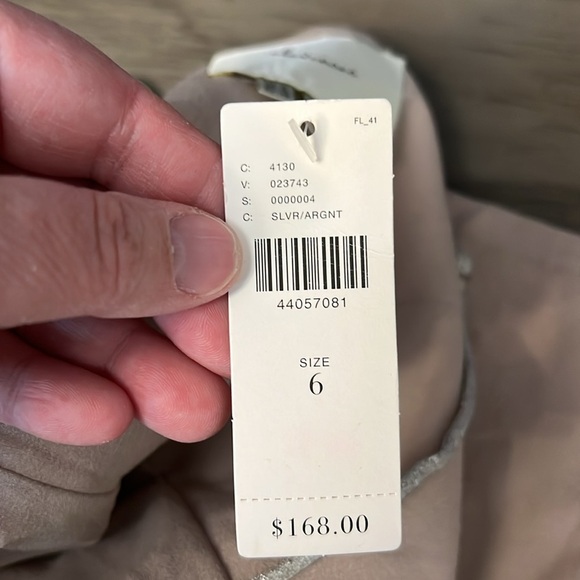 FL_41
C: 4130
V: 023743
S: 0000004
C: SLVR/ARGNT
44057081
SIZE
6
$168.00